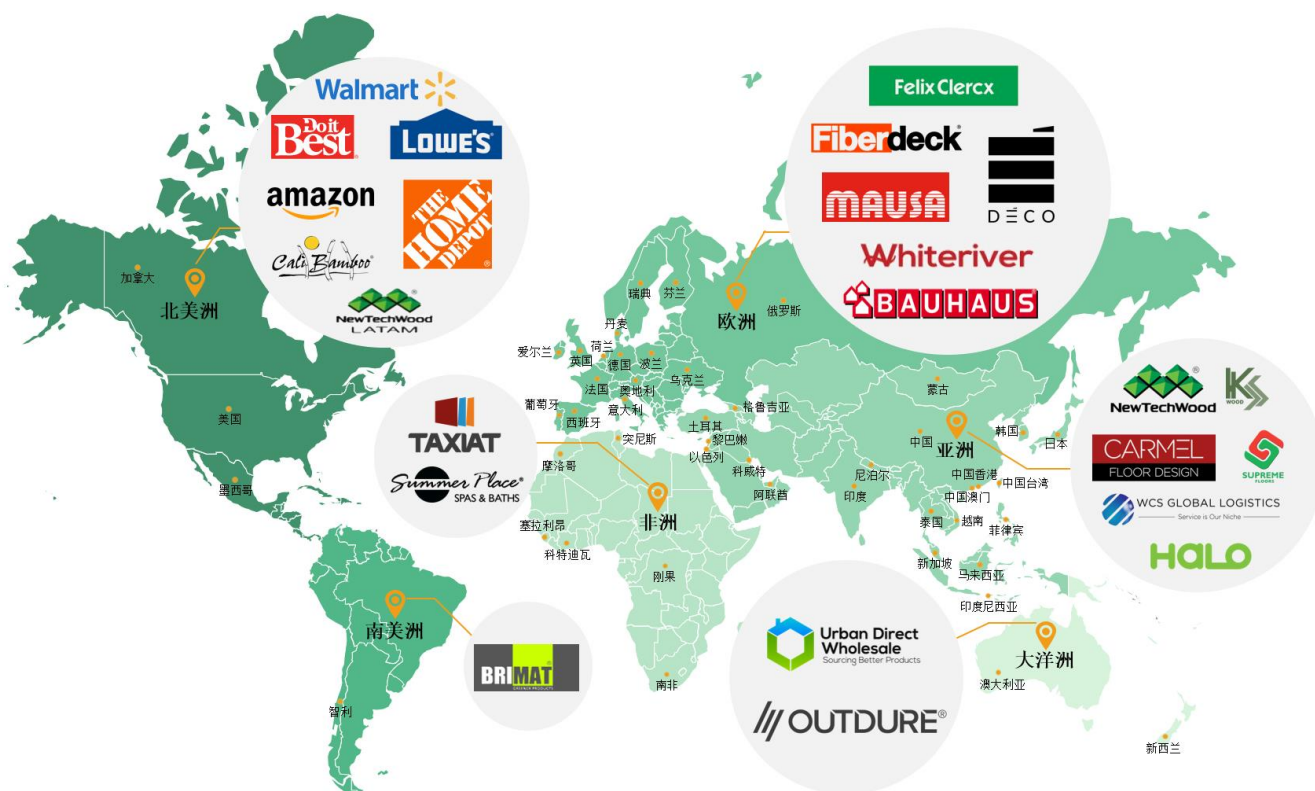 Walmart
Do it
Best
LOWE'S
amazon
THE
HOME
DEPOT
Cali Bamboo
NewTechWood
LATAM
Felix Clercx
Fiberdeck
DÉCO
MAUSA
Whiteriver
BAUHAUS
加拿大
北美洲
美国
墨西哥
瑞典
芬兰
欧洲
俄罗斯
丹麦
爱尔兰
英国
荷兰
德国
波兰
法国
奥地利
乌克兰
葡萄牙
西班牙
意大利
格鲁吉亚
土耳其
突尼斯
黎巴嫩
以色列
摩洛哥
科威特
阿联酋
蒙古
中国
亚洲
韩国
日本
尼泊尔
印度
中国香港
中国澳门
中国台湾
泰国
越南
菲律宾
新加坡
马来西亚
印度尼西亚
TAXIAT
Summer Place®
SPAS & BATHS
非洲
塞拉利昂
科特迪瓦
刚果
南非
NewTechWood®
KS
WOOD
CARMEL
FLOOR DESIGN
SUPREME
FLOORS
WCS GLOBAL LOGISTICS
Service is Our Niche
HALO
南美洲
智利
BRIMAT
GREENER PRODUCTS
Urban Direct
Wholesale
Sourcing Better Products
OUTDURE®
大洋洲
澳大利亚
新西兰